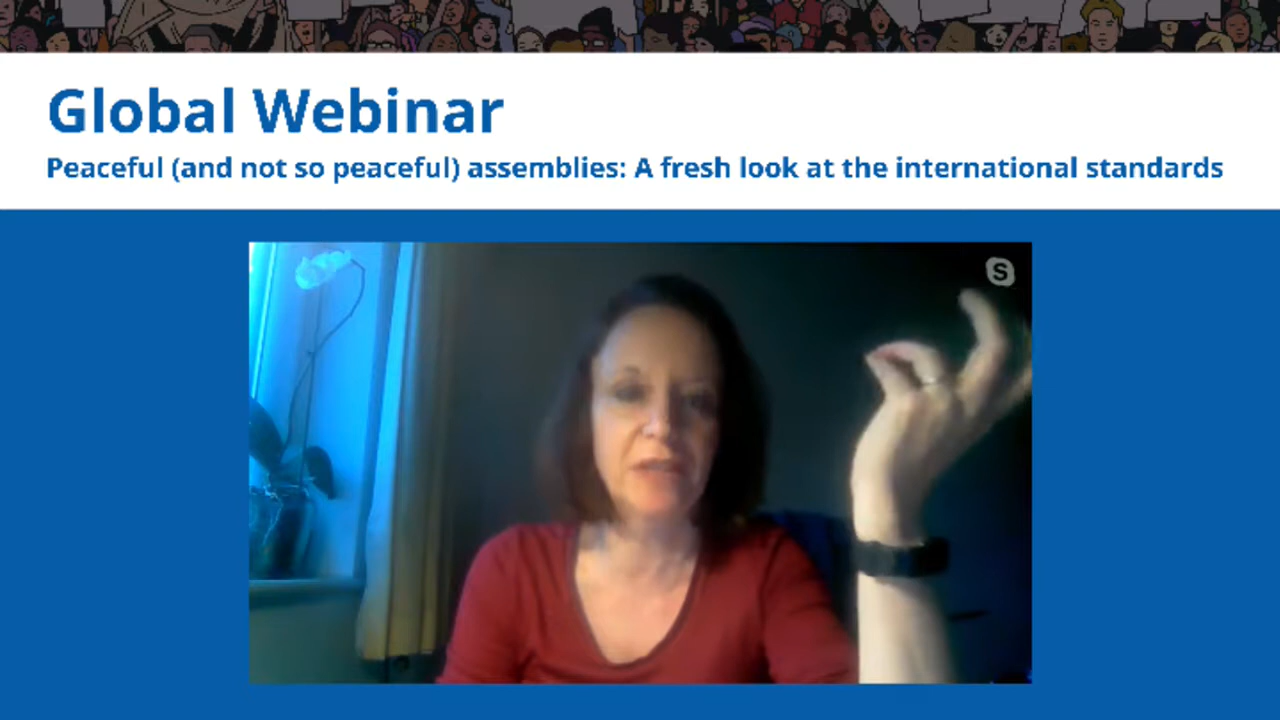 Global Webinar
Peaceful (and not so peaceful) assemblies: A fresh look at the international standards
S